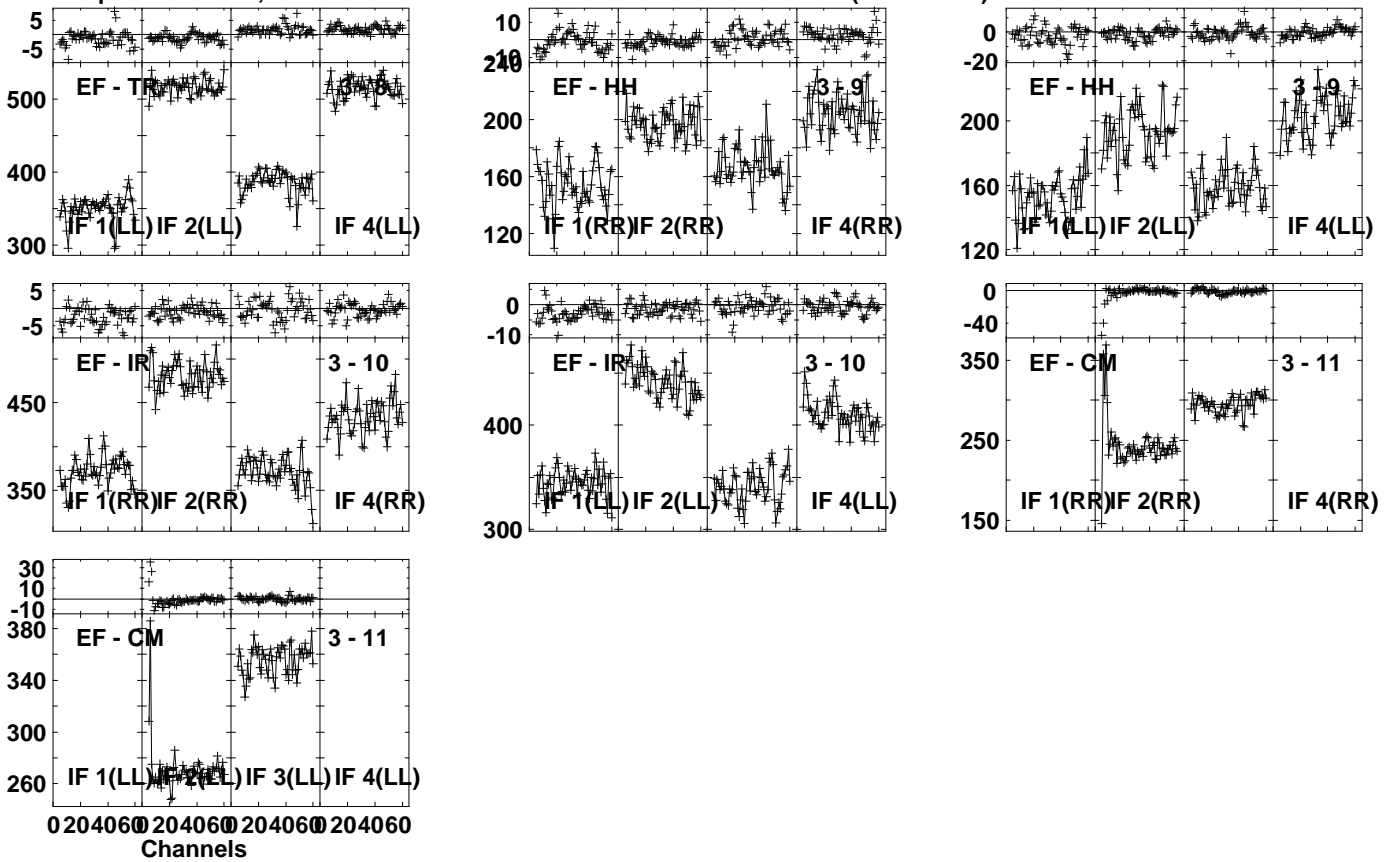 5
-5
EF - TR
3 - 8
500
400
300
IF 1(LL) IF 2(LL) IF 4(LL)
10
-10
240
EF - HH
3 - 9
200
160
120
IF 1(RR) IF 2(RR) IF 4(RR)
0
-20
EF - HH
3 - 9
200
160
120
IF 1(LL) IF 2(LL) IF 4(LL)
5
-5
EF - IR
3 - 10
450
350
IF 1(RR) IF 2(RR) IF 4(RR)
0
-10
EF - IR
3 - 10
400
300
IF 1(LL) IF 2(LL) IF 4(LL)
0
-40
EF - CM
3 - 11
350
250
150
IF 1(RR) IF 2(RR) IF 4(RR)
30
10
-10
EF - CM
3 - 11
380
340
300
260
IF 1(LL) IF 2(LL) IF 3(LL) IF 4(LL)
0 20 40 60 0 20 40 60 0 20 40 60 0 20 40 60
Channels